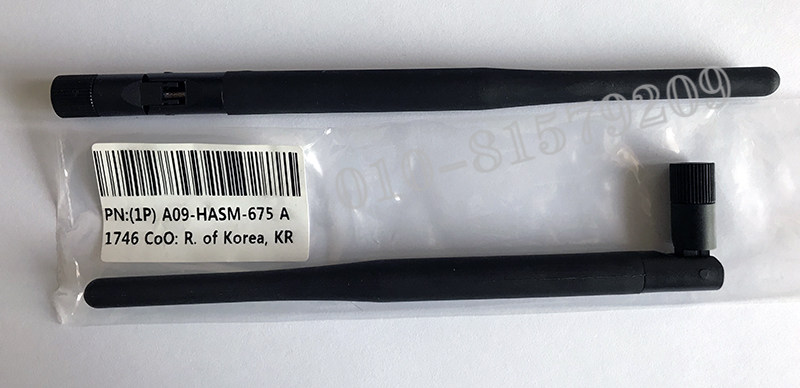 010-81579209
PN:(1P) A09-HASM-675 A
1746 CoO: R. of Korea, KR